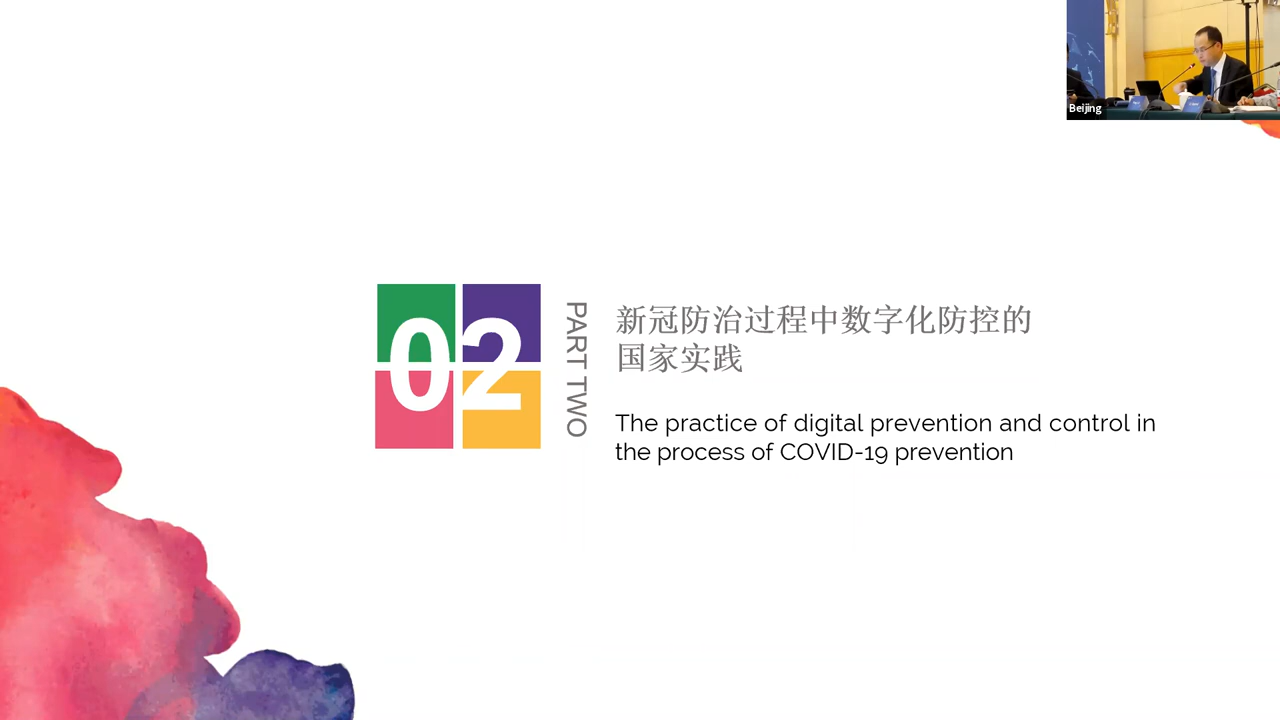 Beijing
02
PART TWO
新冠防治过程中数字化防控的
国家实践
The practice of digital prevention and control in
the process of COVID-19 prevention